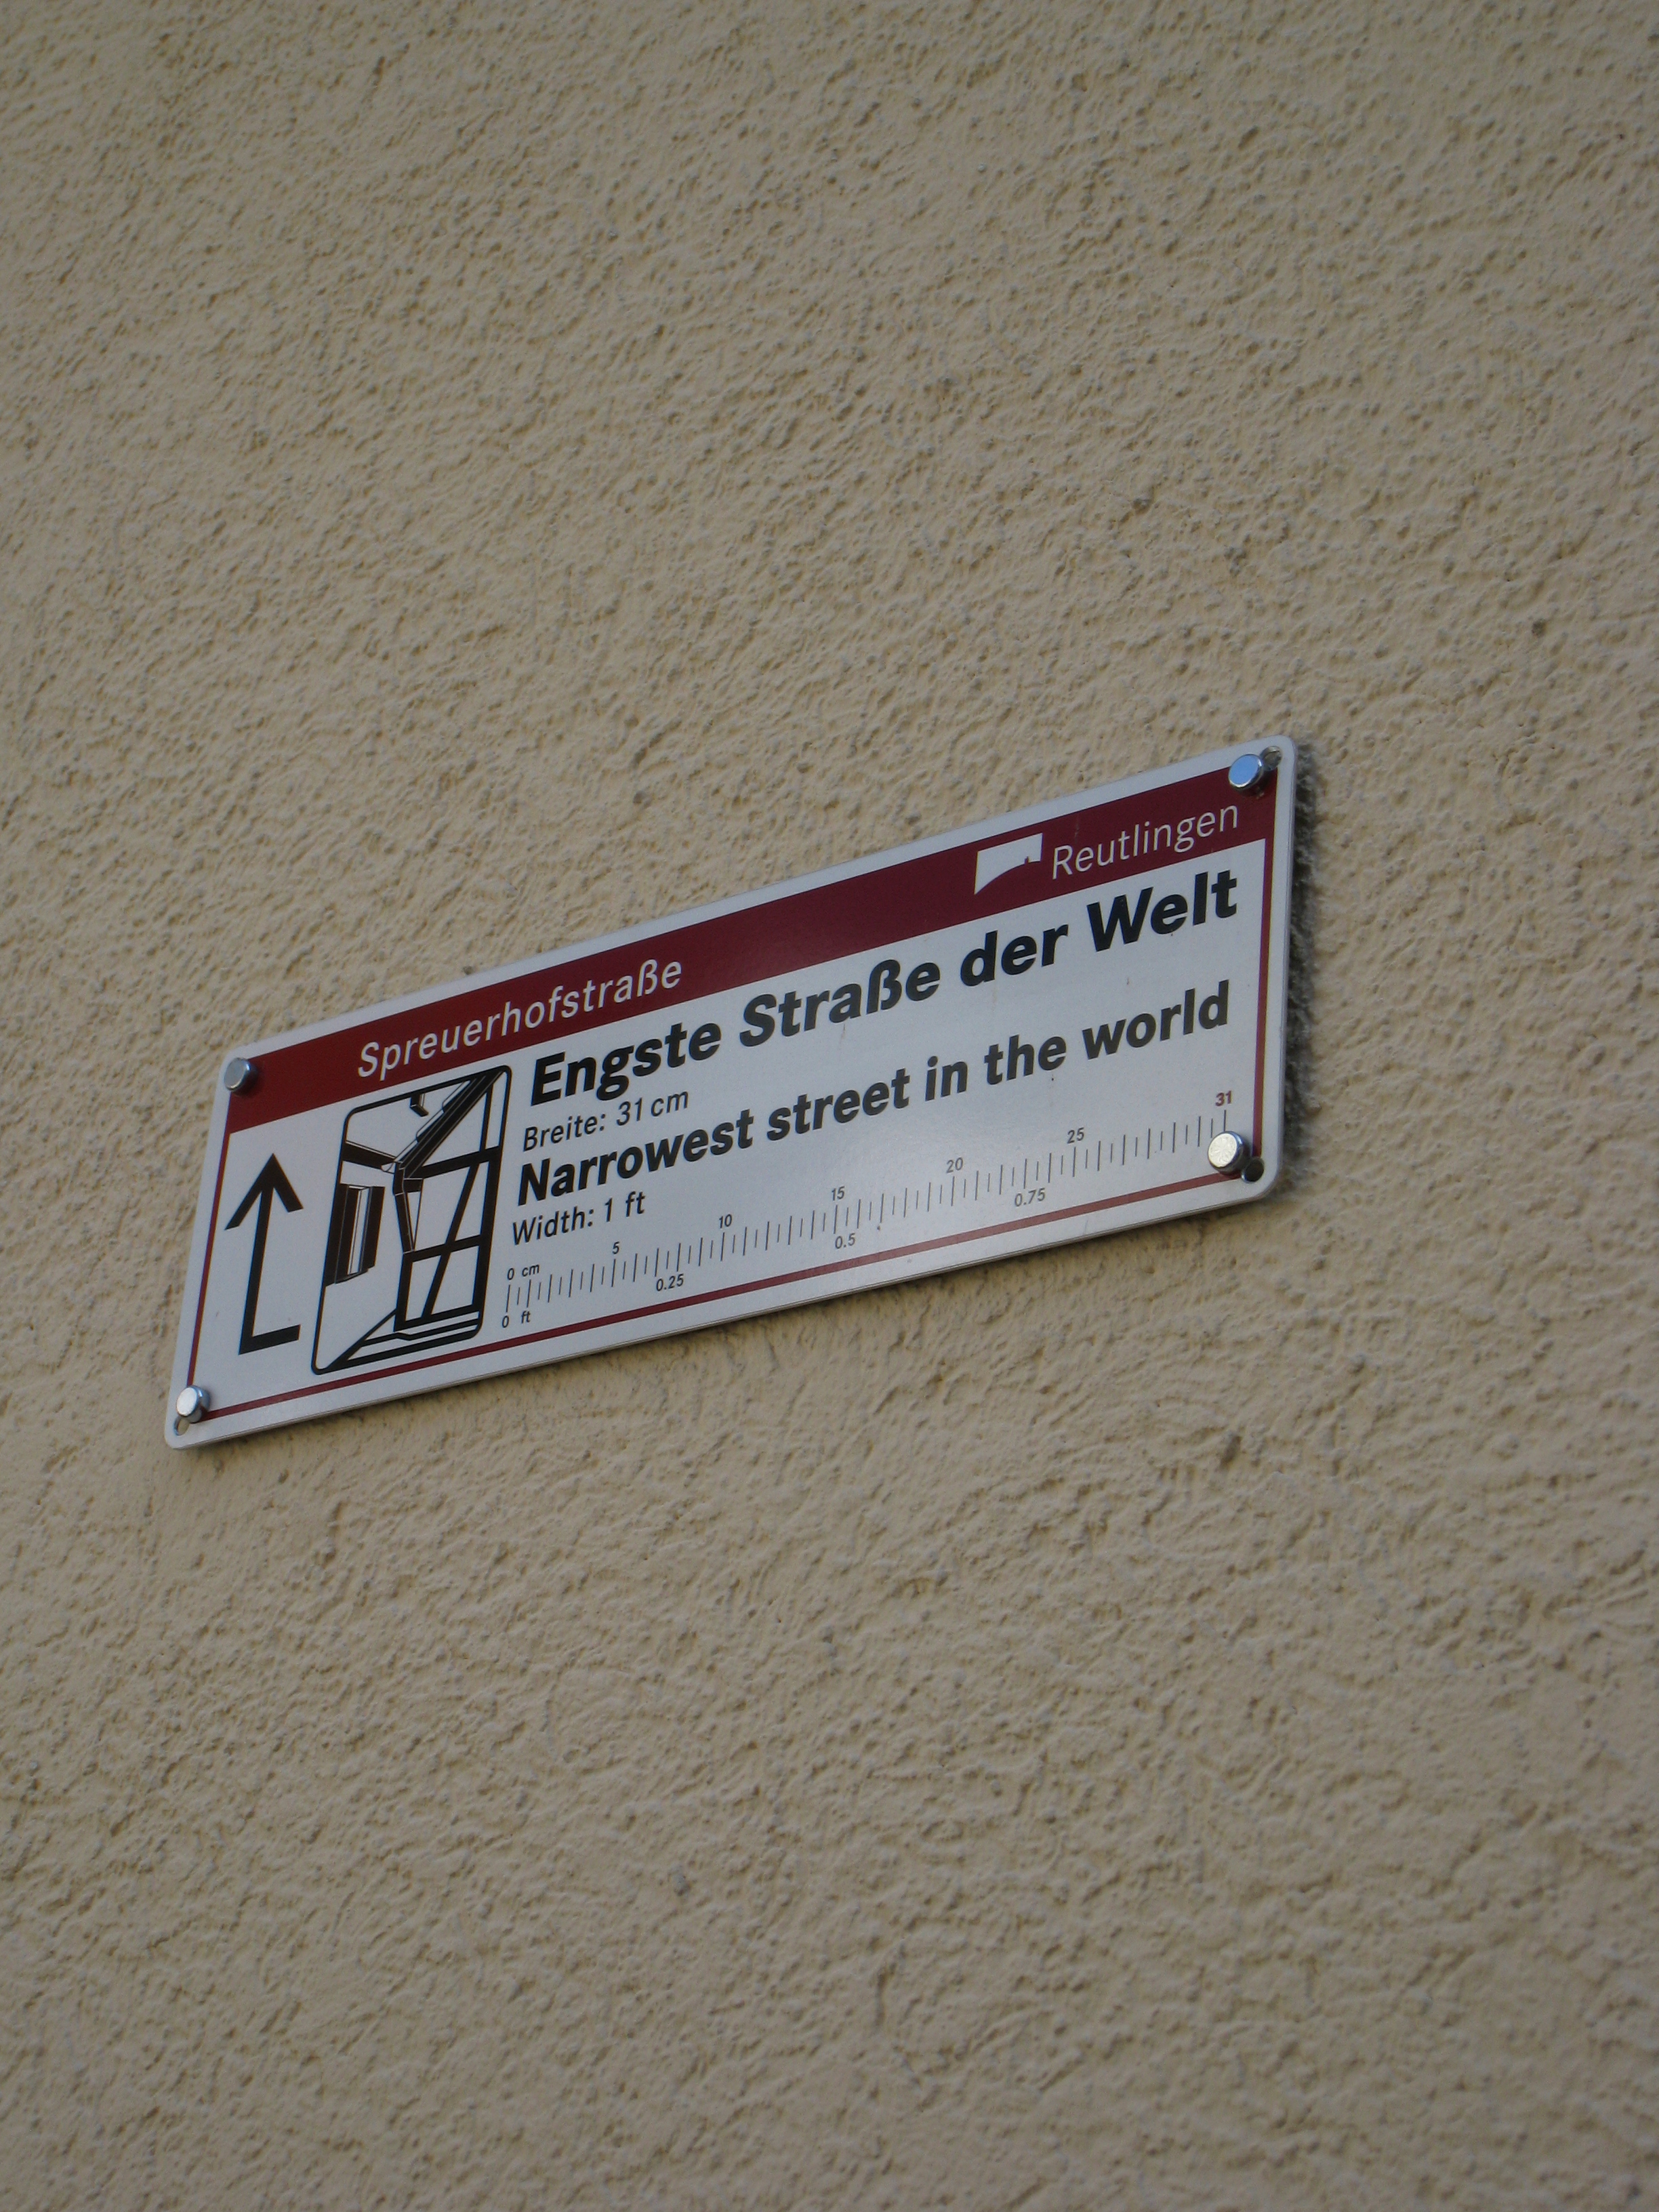 Spreuerhofstraße
Reutlingen
Engste Straße der Welt
Breite: 31 cm
Narrowest street in the world
Width: 1 ft
0 cm 5 10 15 20 25 31
0 ft 0.25 0.5 0.75